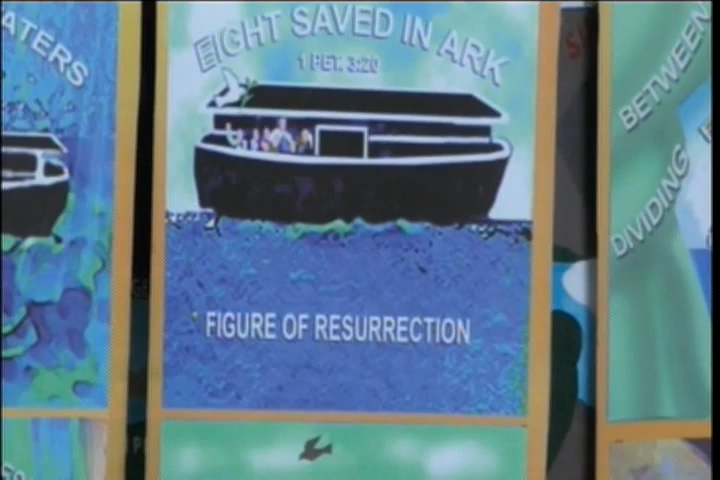 ATERS
EIGHT SAVED IN ARK
1 PET. 3:20
FIGURE OF RESURRECTION
BETWEEN
DIVIDING